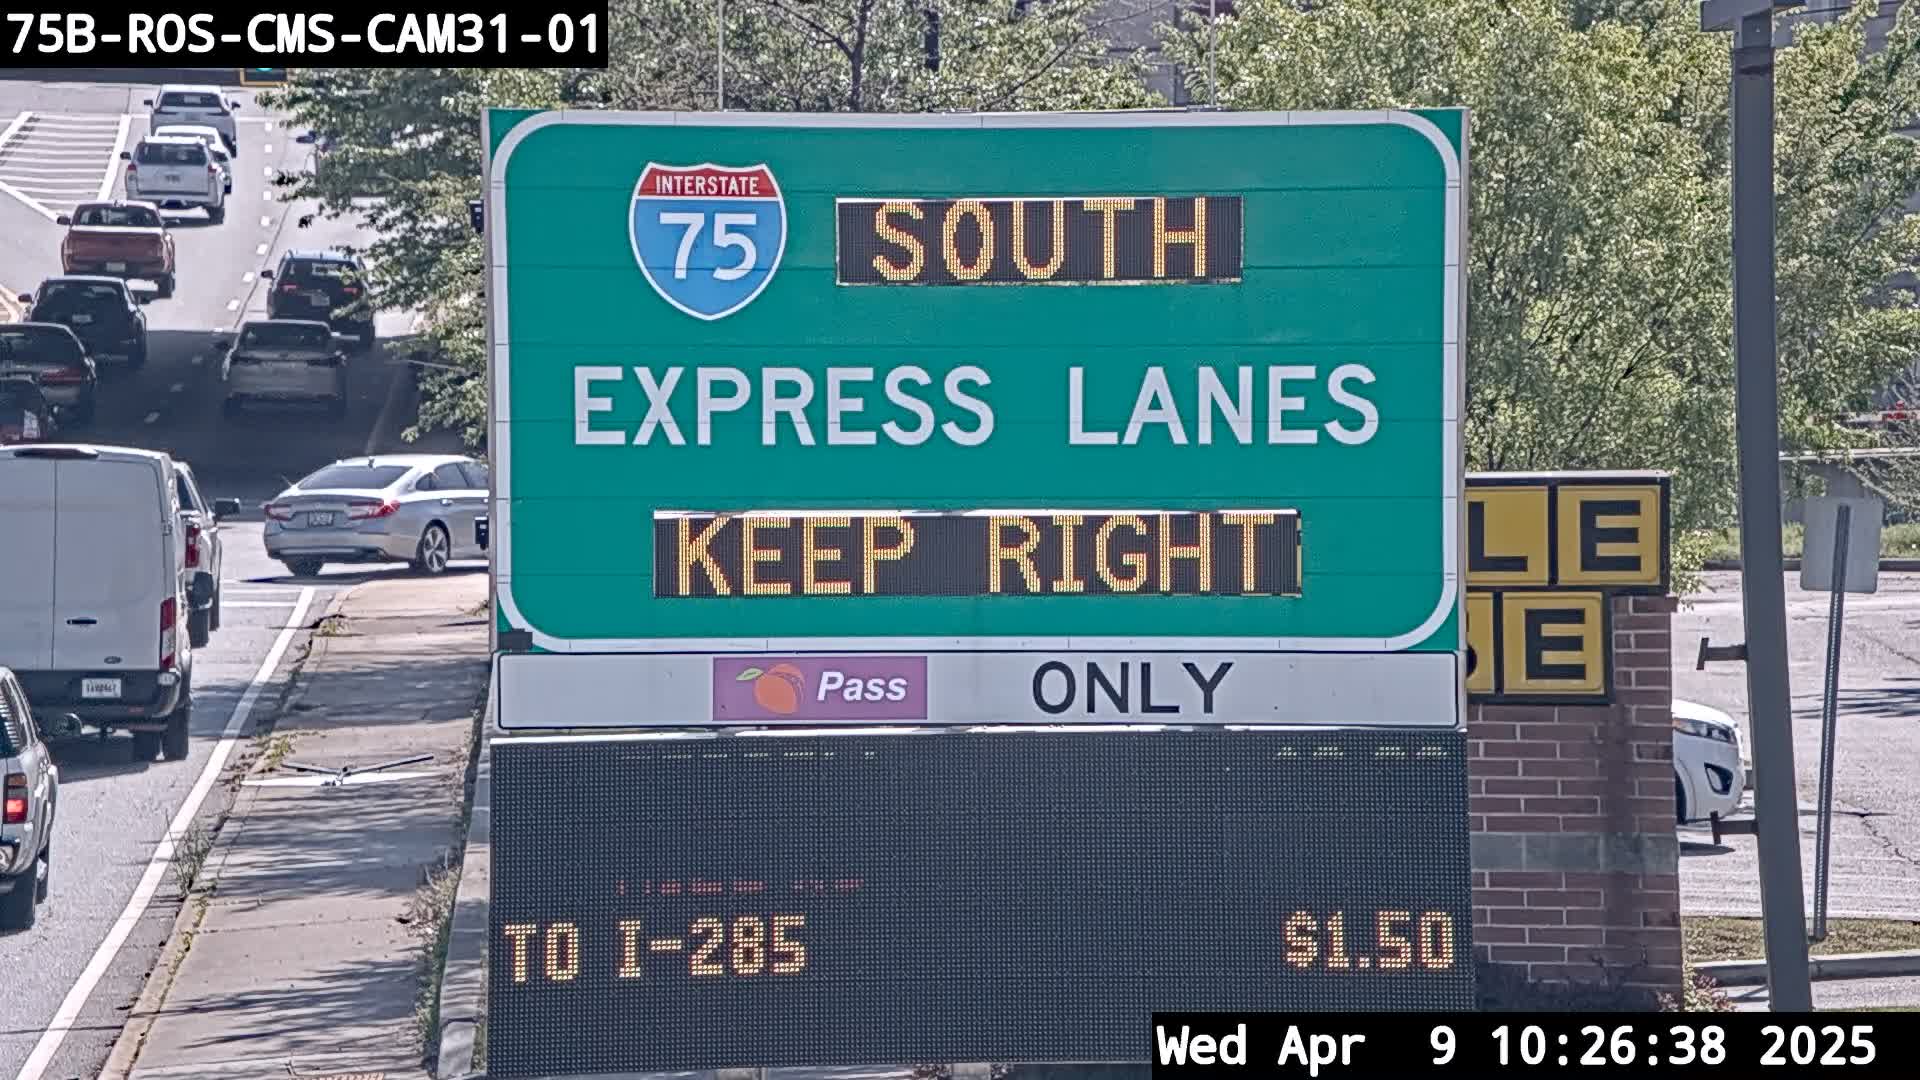 75B-ROS-CMS-CAM31-01
INTERSTATE
75
SOUTH
EXPRESS LANES
KEEP RIGHT
LE
E
Pass
ONLY
TO I-285 $1.50
Wed Apr 9 10:26:38 2025